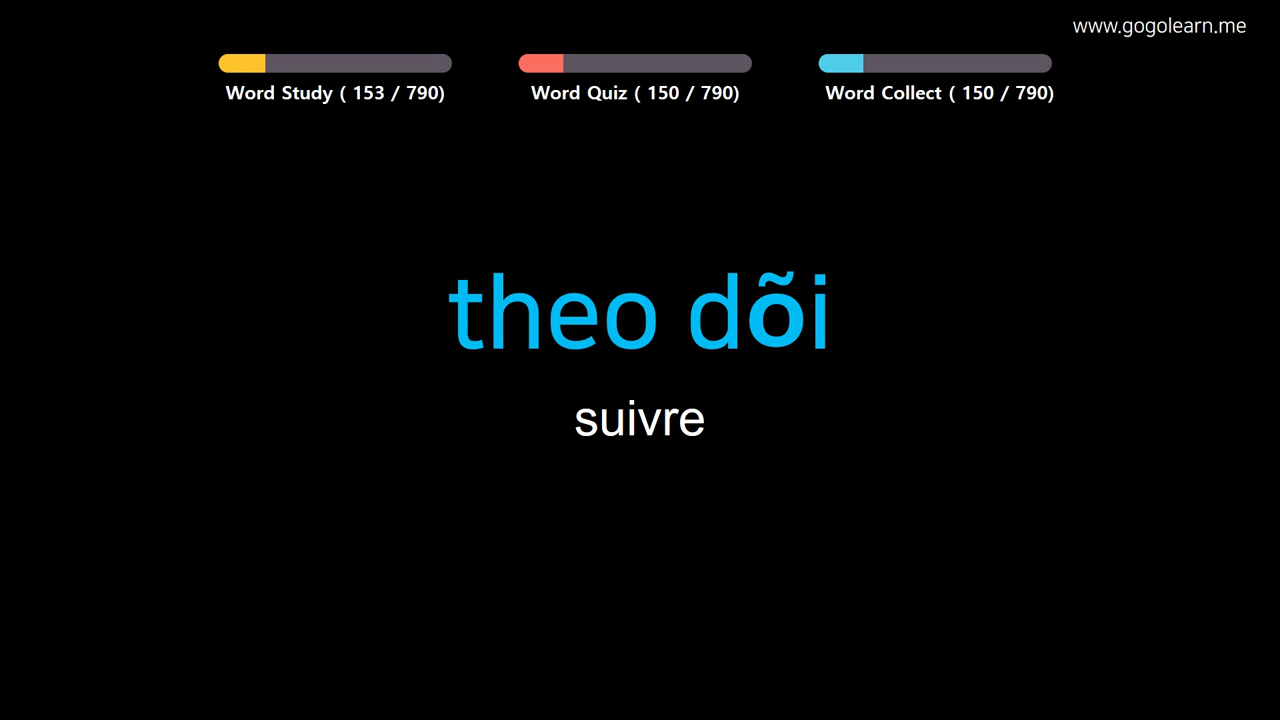 www.gogolearn.me
Word Study ( 153 / 790)
Word Quiz ( 150 / 790)
Word Collect ( 150 / 790)
theo dõi
suivre